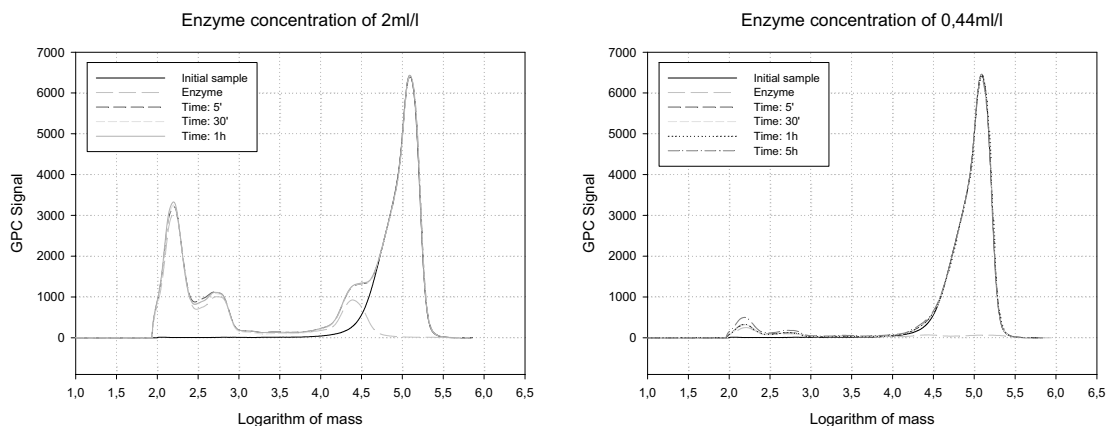 Enzyme concentration of 2ml/l
7000
6000
5000
4000
3000
2000
1000
0
GPC Signal
Initial sample
Enzyme
Time: 5'
Time: 30'
Time: 1h
1,0 1,5 2,0 2,5 3,0 3,5 4,0 4,5 5,0 5,5 6,0 6,5
Logarithm of mass
Enzyme concentration of 0,44ml/l
7000
6000
5000
4000
3000
2000
1000
0
GPC Signal
Initial sample
Enzyme
Time: 5'
Time: 30'
Time: 1h
Time: 5h
1,0 1,5 2,0 2,5 3,0 3,5 4,0 4,5 5,0 5,5 6,0 6,5
Logarithm of mass